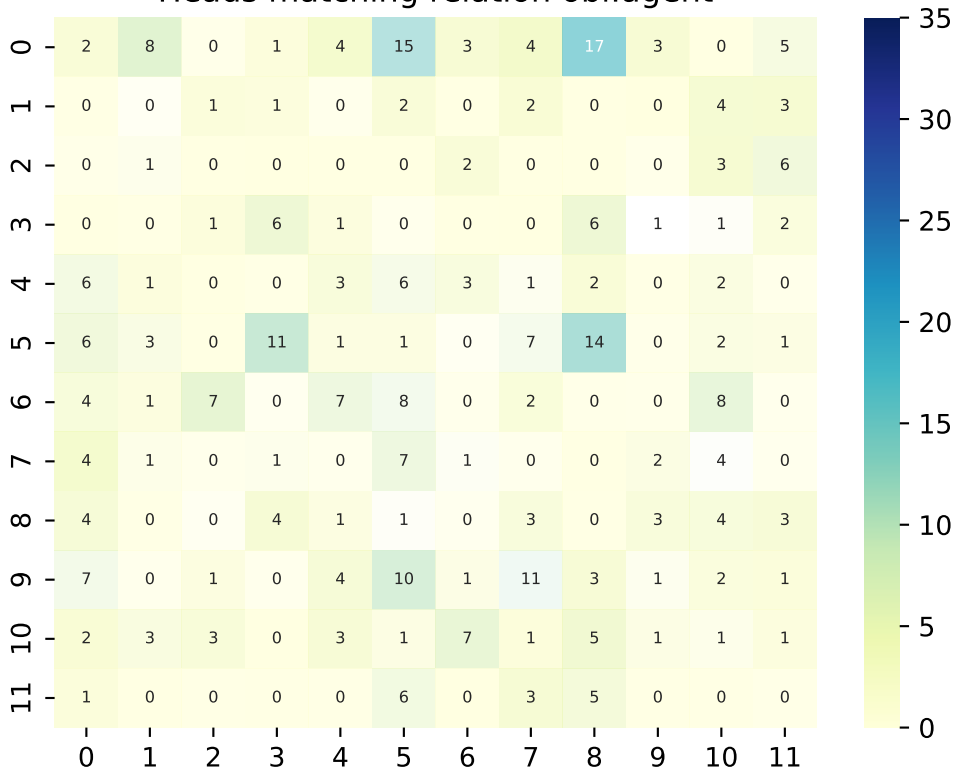 Heads matching relation obl:agent
0 2 8 0 1 4 15 3 4 17 3 0 5
1 0 0 1 1 0 2 0 2 0 0 4 3
2 0 1 0 0 0 0 2 0 0 0 3 6
3 0 0 1 6 1 0 0 0 6 1 1 2
4 6 1 0 0 3 6 3 1 2 0 2 0
5 6 3 0 11 1 1 0 7 14 0 2 1
6 4 1 7 0 7 8 0 2 0 0 8 0
7 4 1 0 1 0 7 1 0 0 2 4 0
8 4 0 0 4 1 1 0 3 0 3 4 3
9 7 0 1 0 4 10 1 11 3 1 2 1
10 2 3 3 0 3 1 7 1 5 1 1 1
11 1 0 0 0 0 6 0 3 5 0 0 0
0 1 2 3 4 5 6 7 8 9 10 11
35
30
25
20
15
10
5
0